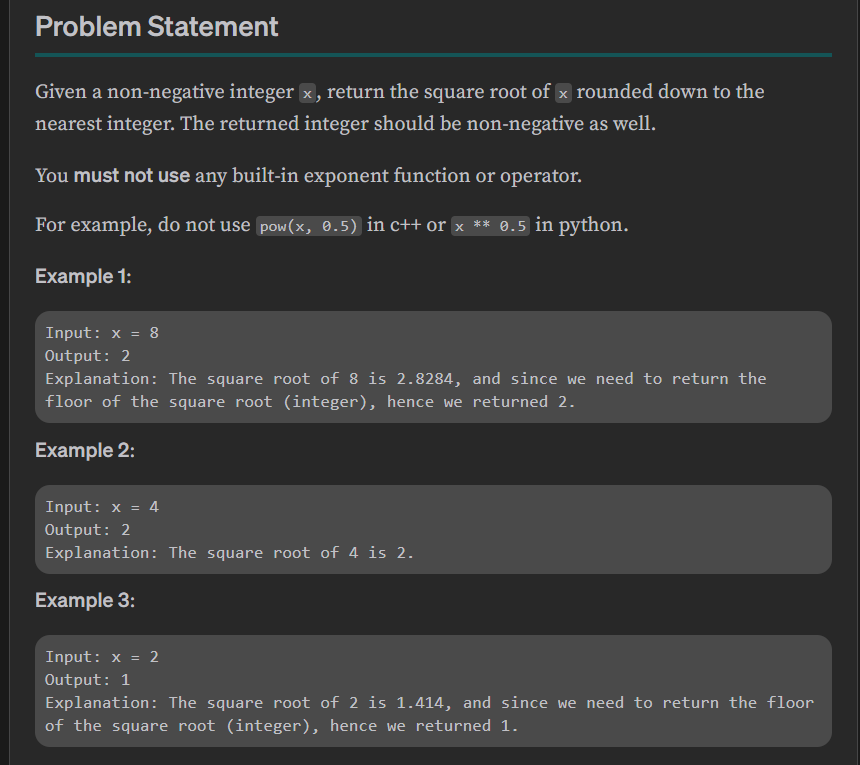 Problem Statement
Given a non-negative integer x, return the square root of x rounded down to the
nearest integer. The returned integer should be non-negative as well.
You must not use any built-in exponent function or operator.
For example, do not use pow(x, 0.5) in c++ or x ** 0.5 in python.
Example 1:
Input: x = 8
Output: 2
Explanation: The square root of 8 is 2.8284, and since we need to return the
floor of the square root (integer), hence we returned 2.
Example 2:
Input: x = 4
Output: 2
Explanation: The square root of 4 is 2.
Example 3:
Input: x = 2
Output: 1
Explanation: The square root of 2 is 1.414, and since we need to return the floor
of the square root (integer), hence we returned 1.